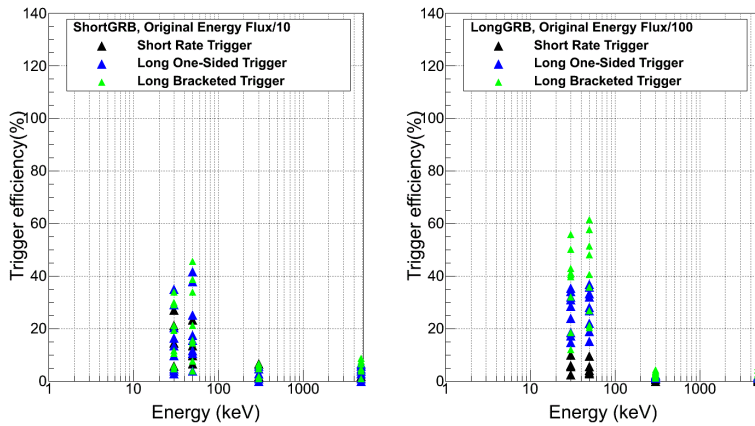 ShortGRB, Original Energy Flux/10
Short Rate Trigger
Long One-Sided Trigger
Long Bracketed Trigger
Trigger efficiency(%)
140
120
100
80
60
40
20
0
1
10
100
1000
Energy (keV)
LongGRB, Original Energy Flux/100
Short Rate Trigger
Long One-Sided Trigger
Long Bracketed Trigger
Trigger efficiency(%)
140
120
100
80
60
40
20
0
1
10
100
1000
Energy (keV)